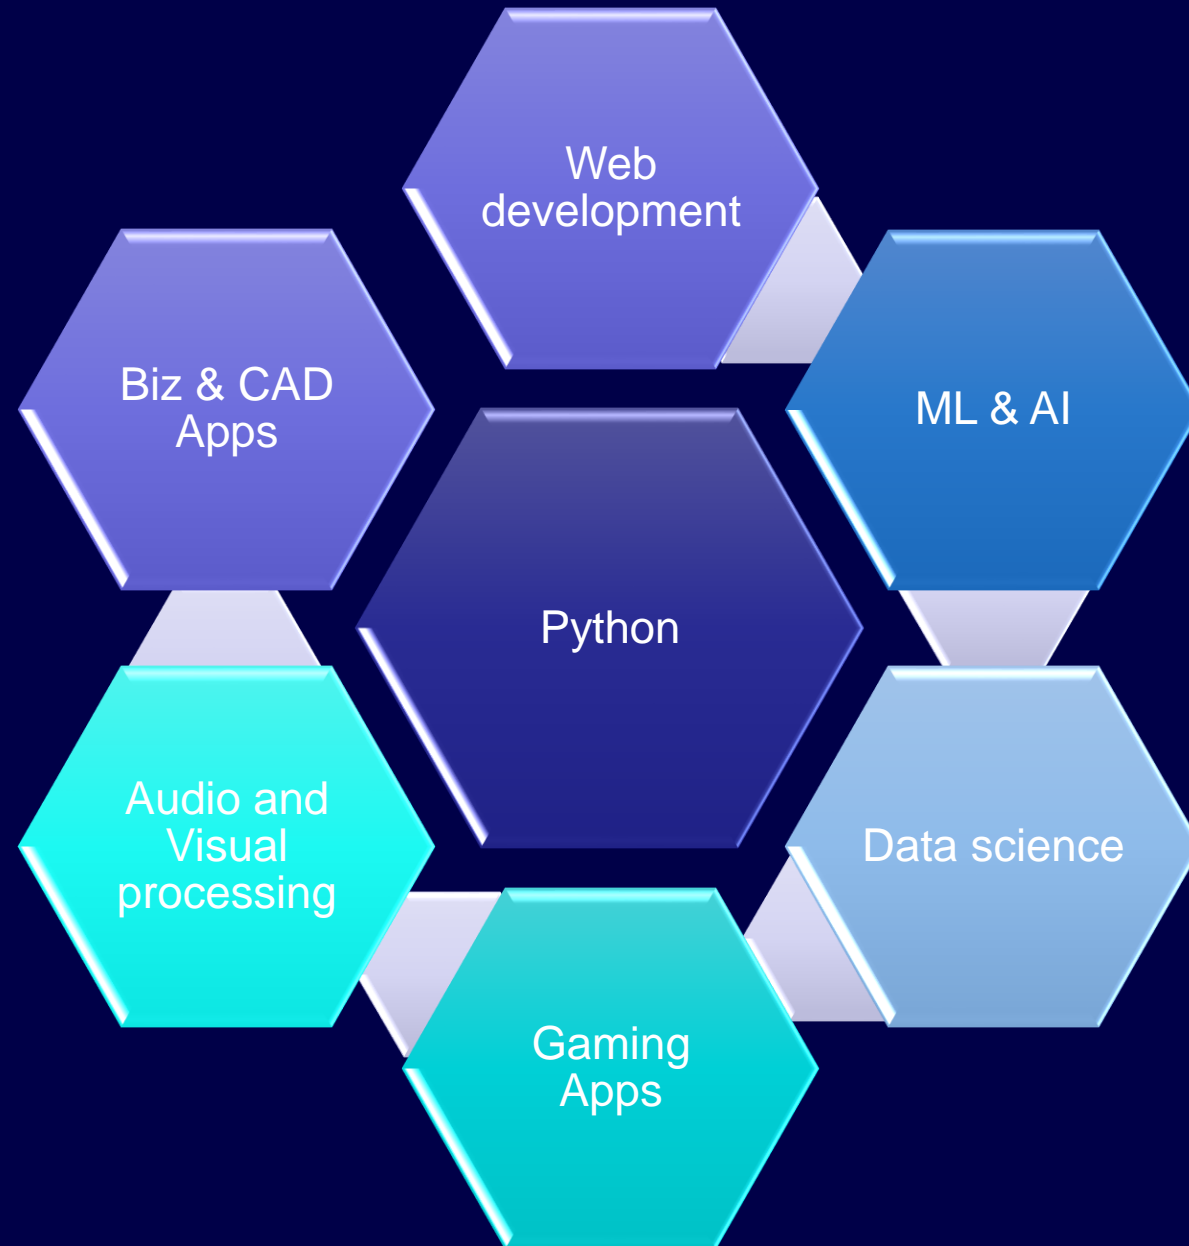 Web
development
Biz & CAD
Apps
ML & AI
Python
Audio and
Visual
processing
Data science
Gaming
Apps